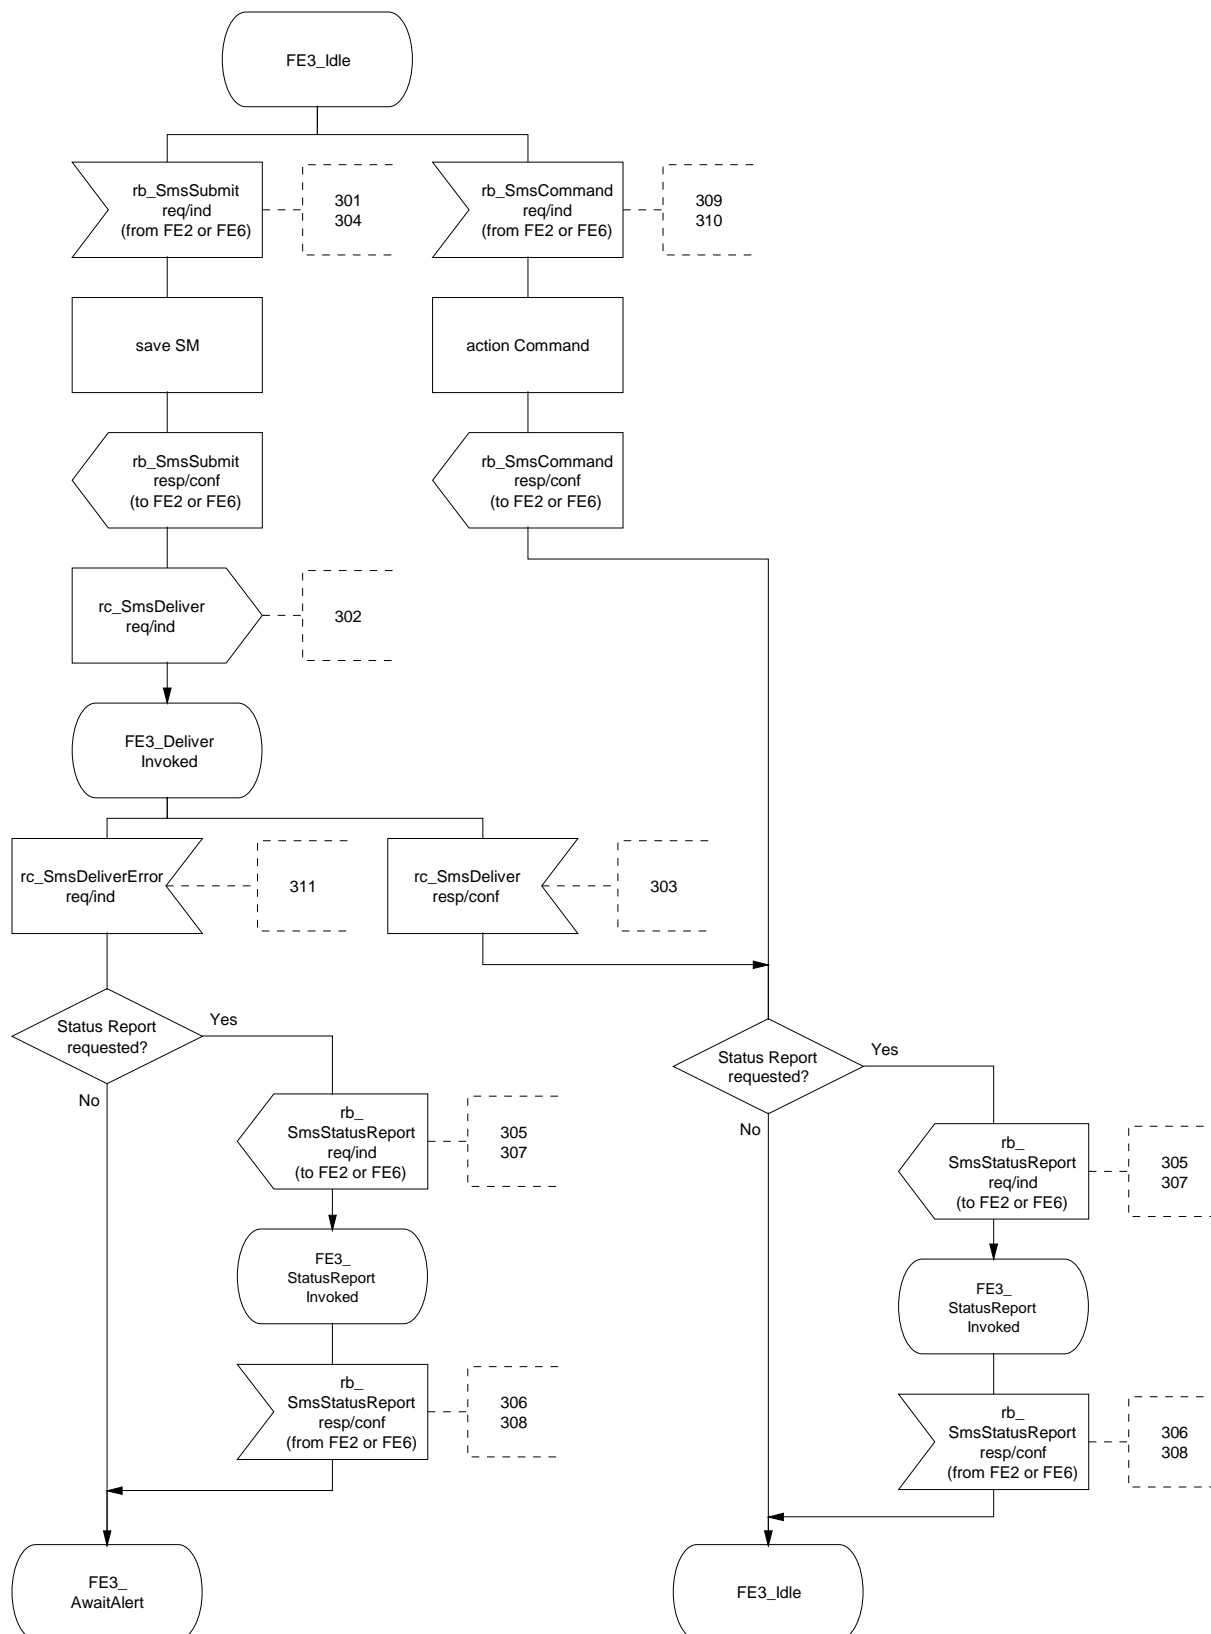 FE3_Idle
rb_SmsSubmit
req/ind
(from FE2 or FE6)
301
304
rb_SmsCommand
req/ind
(from FE2 or FE6)
309
310
save SM
action Command
rb_SmsSubmit
resp/conf
(to FE2 or FE6)
rb_SmsCommand
resp/conf
(to FE2 or FE6)
rc_SmsDeliver
req/ind
302
FE3_Deliver
Invoked
rc_SmsDeliverError
req/ind
311
rc_SmsDeliver
resp/conf
303
Status Report
requested?
Yes
No
rb_
SmsStatusReport
req/ind
(to FE2 or FE6)
305
307
FE3_
StatusReport
Invoked
rb_
SmsStatusReport
resp/conf
(from FE2 or FE6)
306
308
FE3_
AwaitAlert
Status Report
requested?
Yes
No
rb_
SmsStatusReport
req/ind
(to FE2 or FE6)
305
307
FE3_
StatusReport
Invoked
rb_
SmsStatusReport
resp/conf
(from FE2 or FE6)
306
308
FE3_Idle